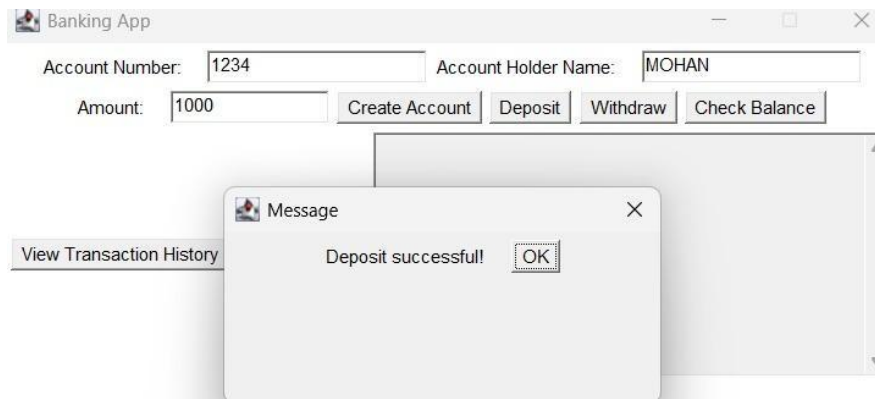 Banking App
Account Number: 1234 Account Holder Name: MOHAN
Amount: 1000 Create Account Deposit Withdraw Check Balance
Message
View Transaction History
Deposit successful! OK